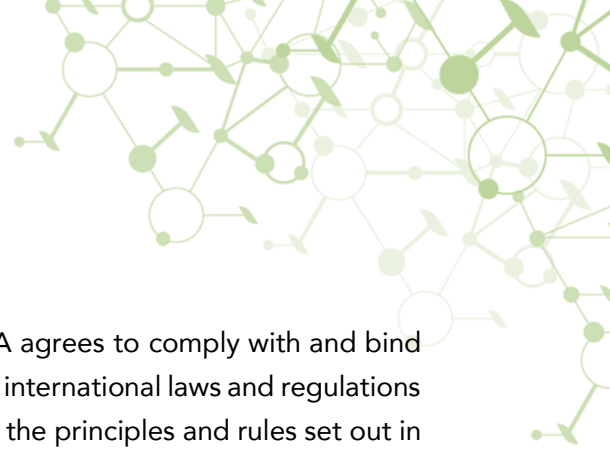 A agrees to comply with and bind
international laws and regulations
the principles and rules set out in